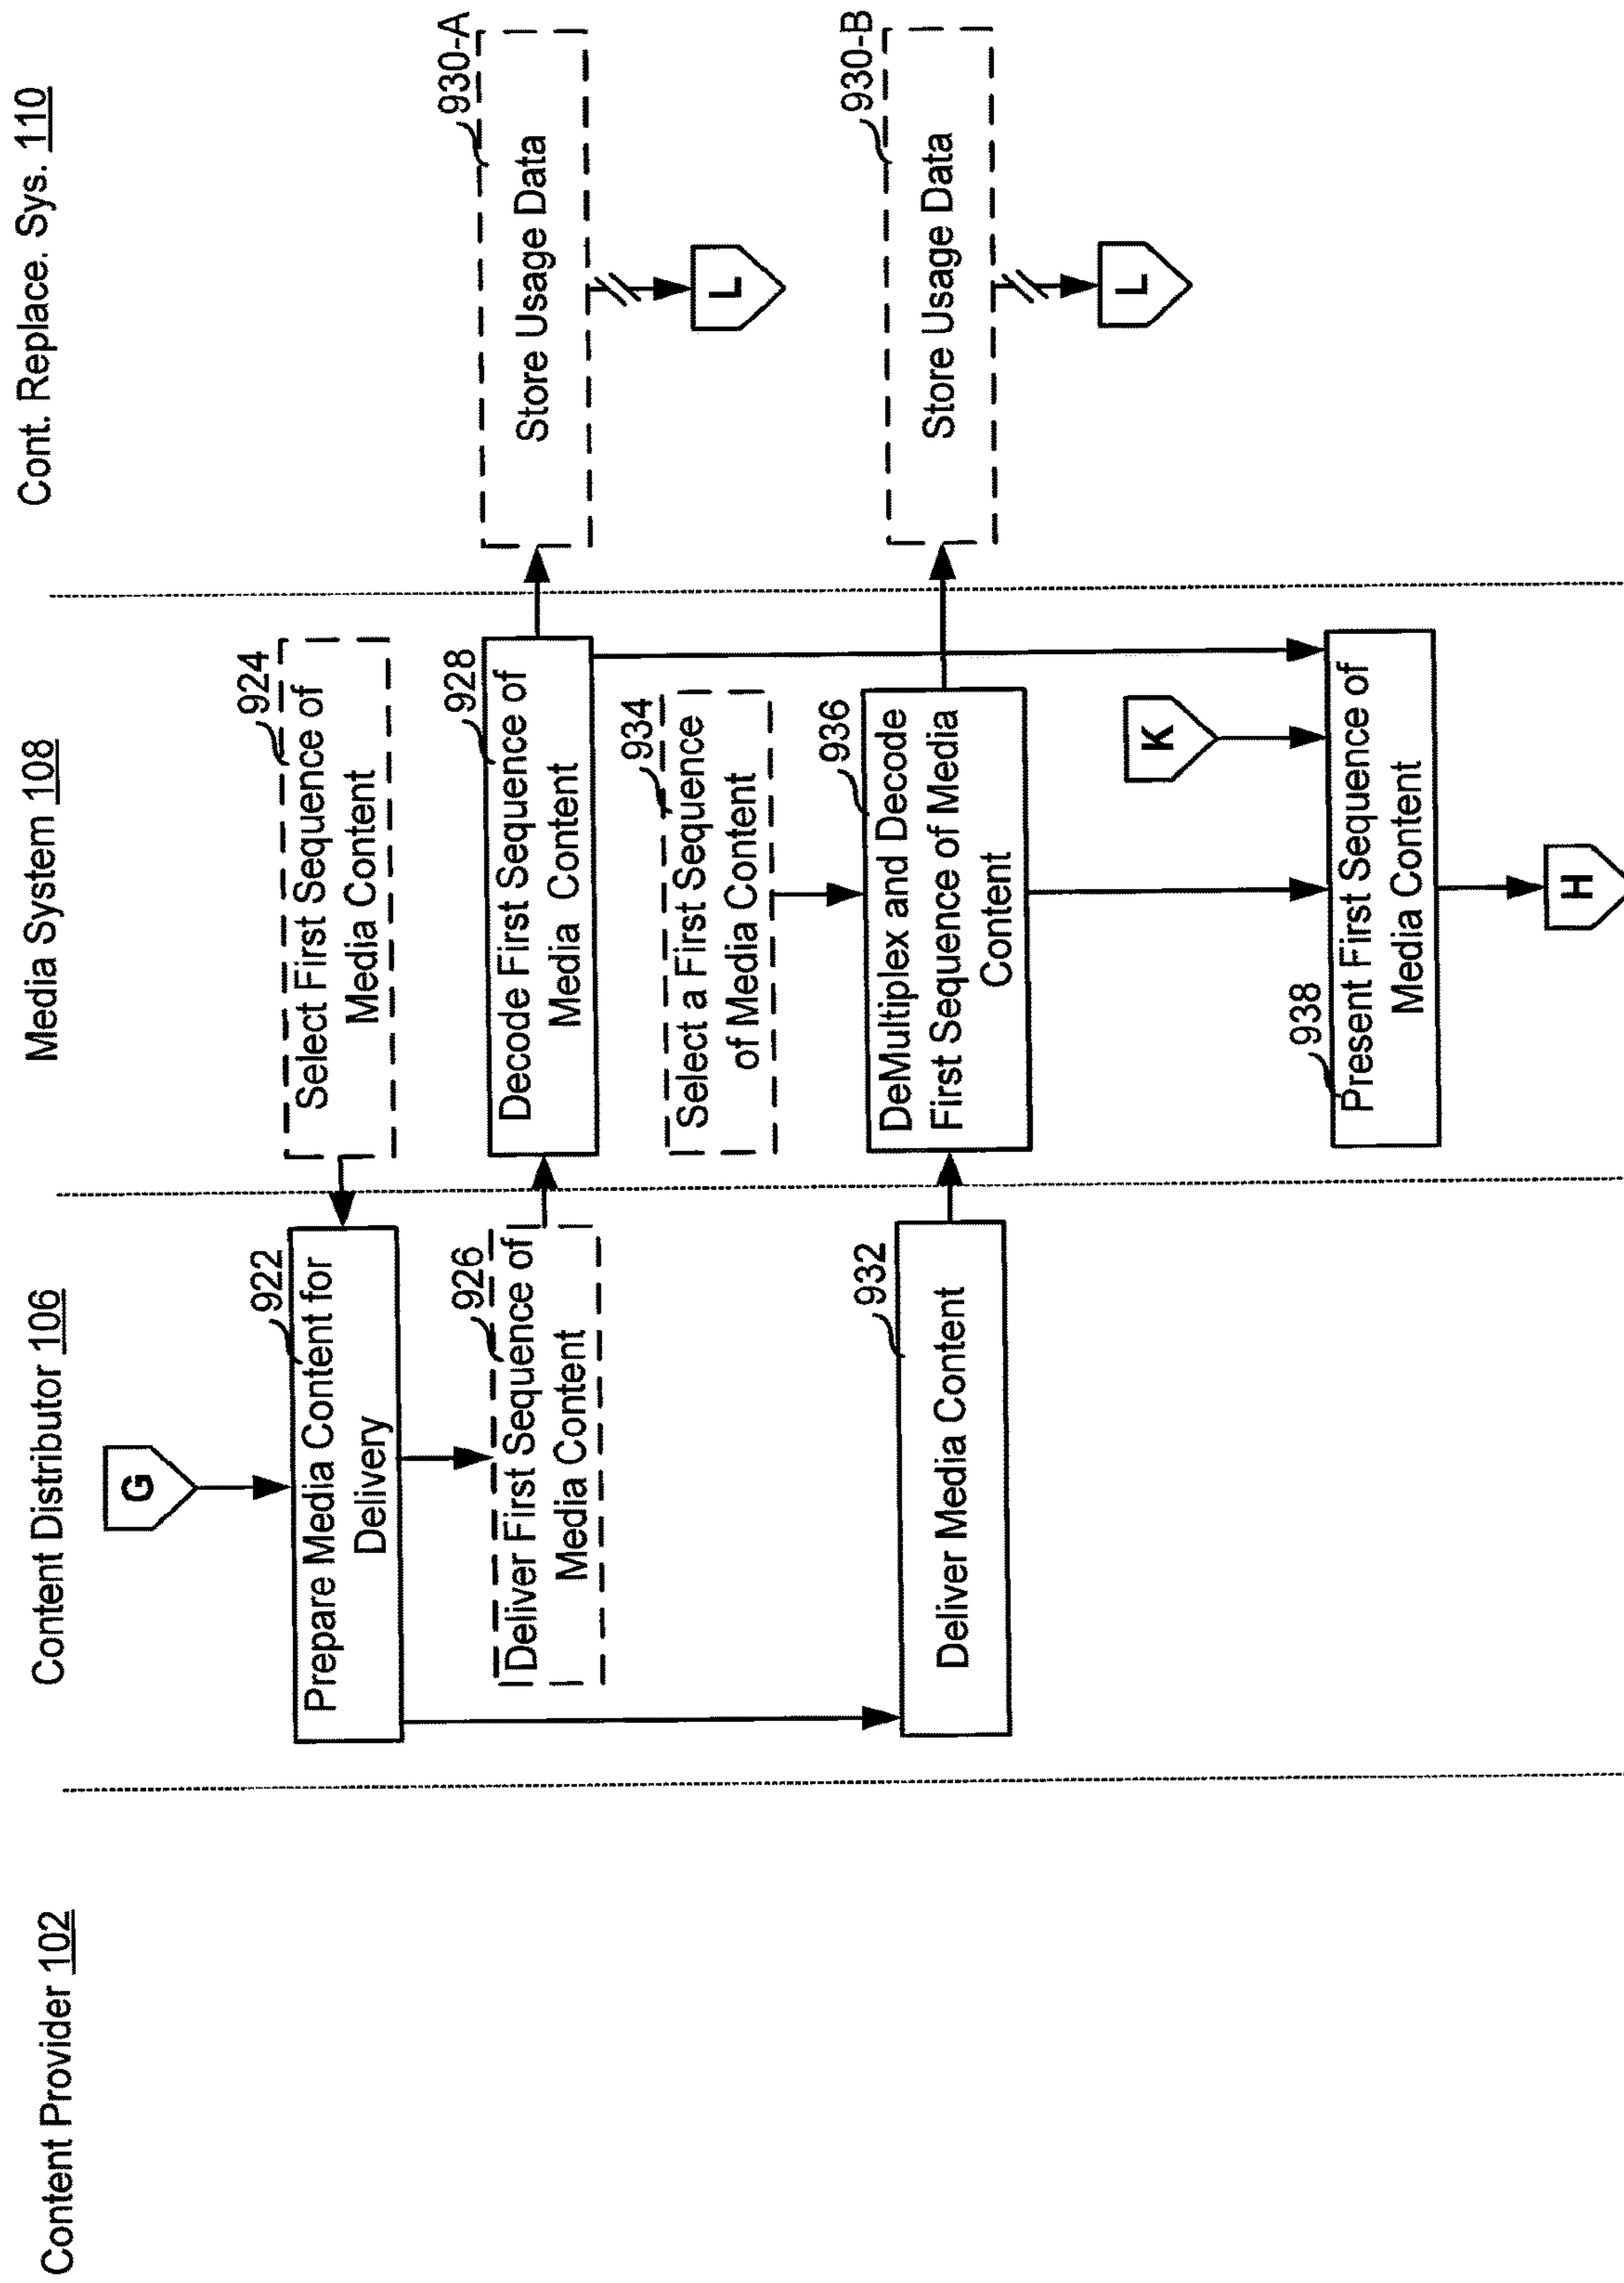 Content Provider 102
Content Distributor 106
Media System 108
Cont. Replace. Sys. 110
G
922
Prepare Media Content for
Delivery
924
Select First Sequence of
Media Content
926
Deliver First Sequence of
Media Content
928
Decode First Sequence of
Media Content
930-A
Store Usage Data
L
934
Select a First Sequence
of Media Content
932
Deliver Media Content
936
DeMultiplex and Decode
First Sequence of Media
Content
930-B
Store Usage Data
L
K
938
Present First Sequence of
Media Content
H